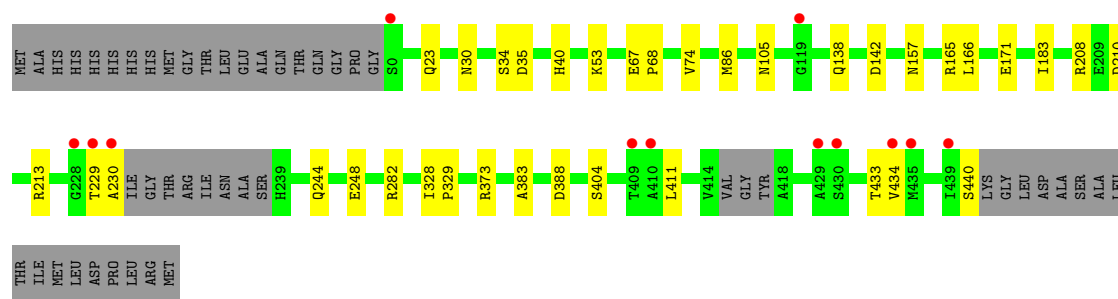 MET ALA HIS HIS HIS HIS HIS HIS MET GLY THR LEU GLU ALA GLN THR GLN GLY PRO GLY S0 Q23 N30 S34 D35 H40 K53 E67 P68 V74 M86 N105 G119 Q138 D142 N157 R165 L166 E171 I183 R208 E209 D210
R213 G228 T229 A230 ILE GLY THR ARG ILE ASN ALA SER H239 Q244 E248 R282 I328 P329 R373 A383 D388 S404 T409 A410 L411 V414 VAL GLY TYR A418 A429 S430 T433 V434 M435 I439 S440 LYS GLY LEU ASP ALA SER ALA LEU
THR ILE MET LEU ASP PRO LEU ARG MET